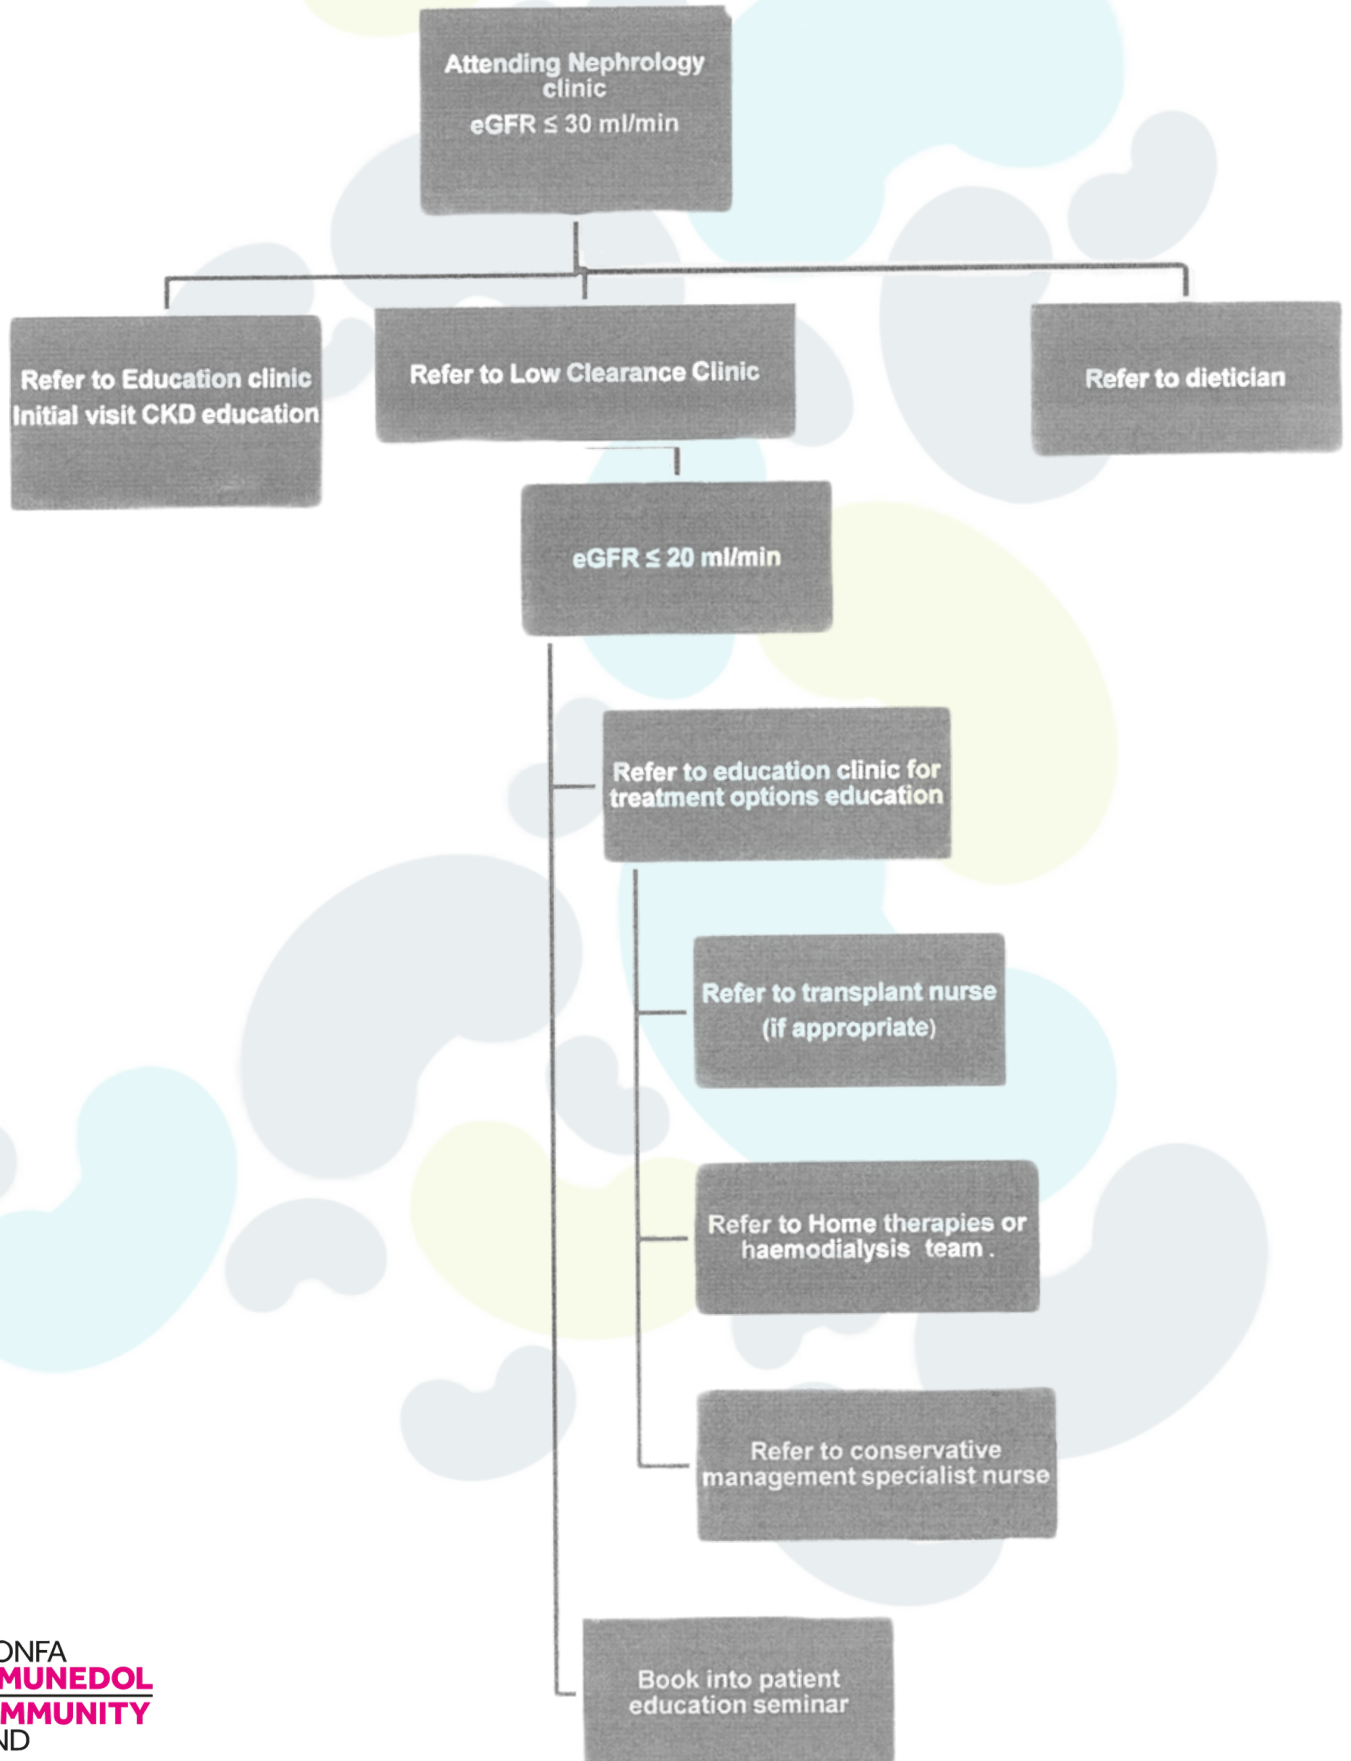 Attending Nephrology
clinic
eGFR ≤ 30 ml/min
Refer to Education clinic
Initial visit CKD education
Refer to Low Clearance Clinic
Refer to dietician
eGFR ≤ 20 ml/min
Refer to education clinic for
treatment options education
Refer to transplant nurse
(if appropriate)
Refer to Home therapies or
haemodialysis team .
Refer to conservative
management specialist nurse
Book into patient
education seminar
ONFA
MUNEDOL
MMUNITY
ND